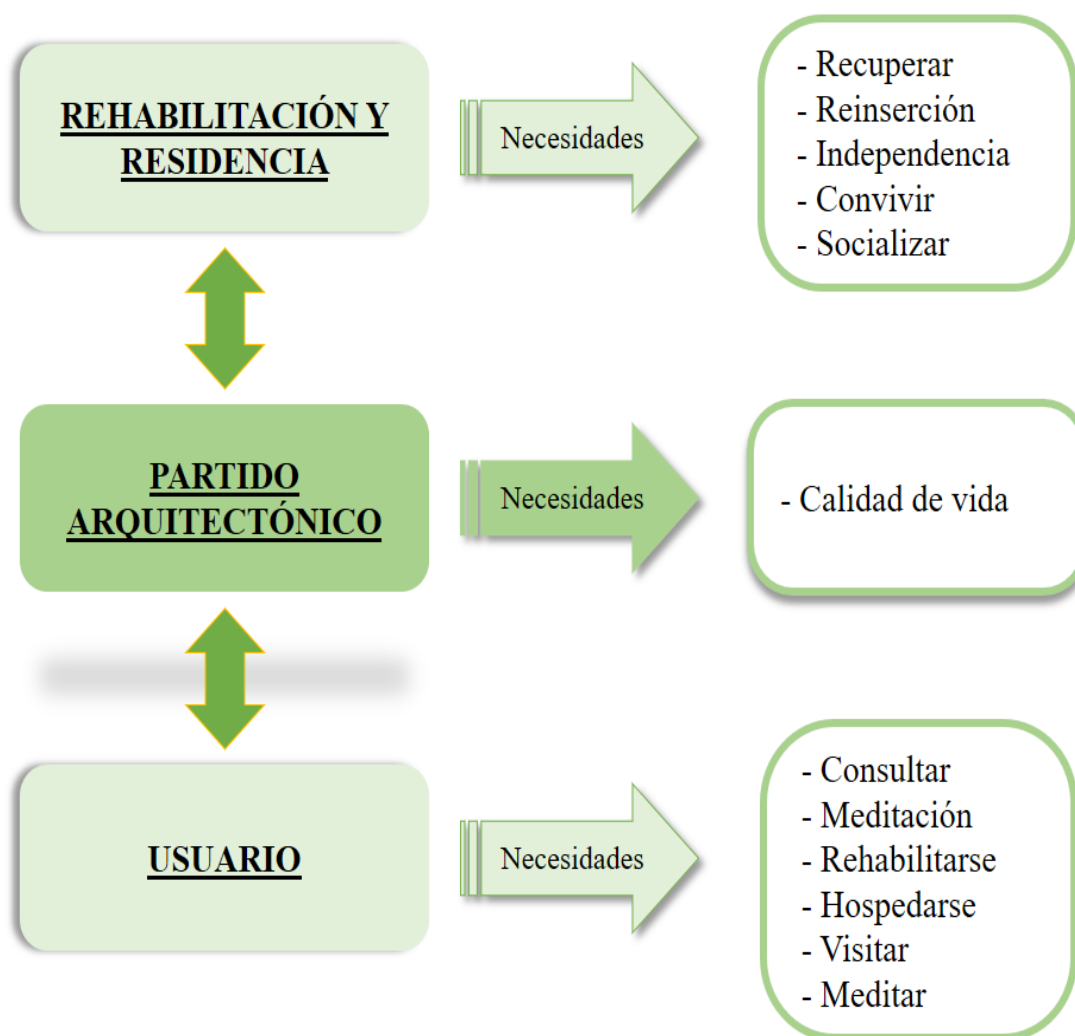 REHABILITACIÓN Y
RESIDENCIA
Necesidades
- Recuperar
- Reinserción
- Independencia
- Convivir
- Socializar
PARTIDO
ARQUITECTÓNICO
Necesidades
- Calidad de vida
USUARIO
Necesidades
- Consultar
- Meditación
- Rehabilitarse
- Hospedarse
- Visitar
- Meditar